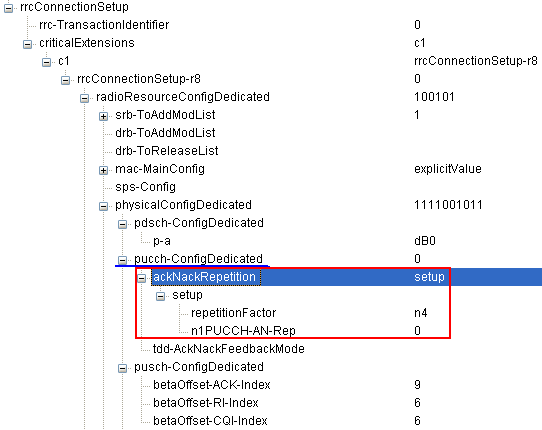 rrcConnectionSetup
rrc-TransactionIdentifier 0
criticalExtensions c1
c1 rrcConnectionSetup-r8
rrcConnectionSetup-r8 0
radioResourceConfigDedicated 100101
srb-ToAddModList 1
drb-ToAddModList
drb-ToReleaseList
mac-MainConfig explicitValue
sps-Config
physicalConfigDedicated 1111001011
pdsch-ConfigDedicated
p-a dB0
pucch-ConfigDedicated 0
ackNackRepetition setup
setup
repetitionFactor n4
n1PUCCH-AN-Rep 0
tdd-AckNackFeedbackMode
pusch-ConfigDedicated
betaOffset-ACK-Index 9
betaOffset-RI-Index 6
betaOffset-CQI-Index 6